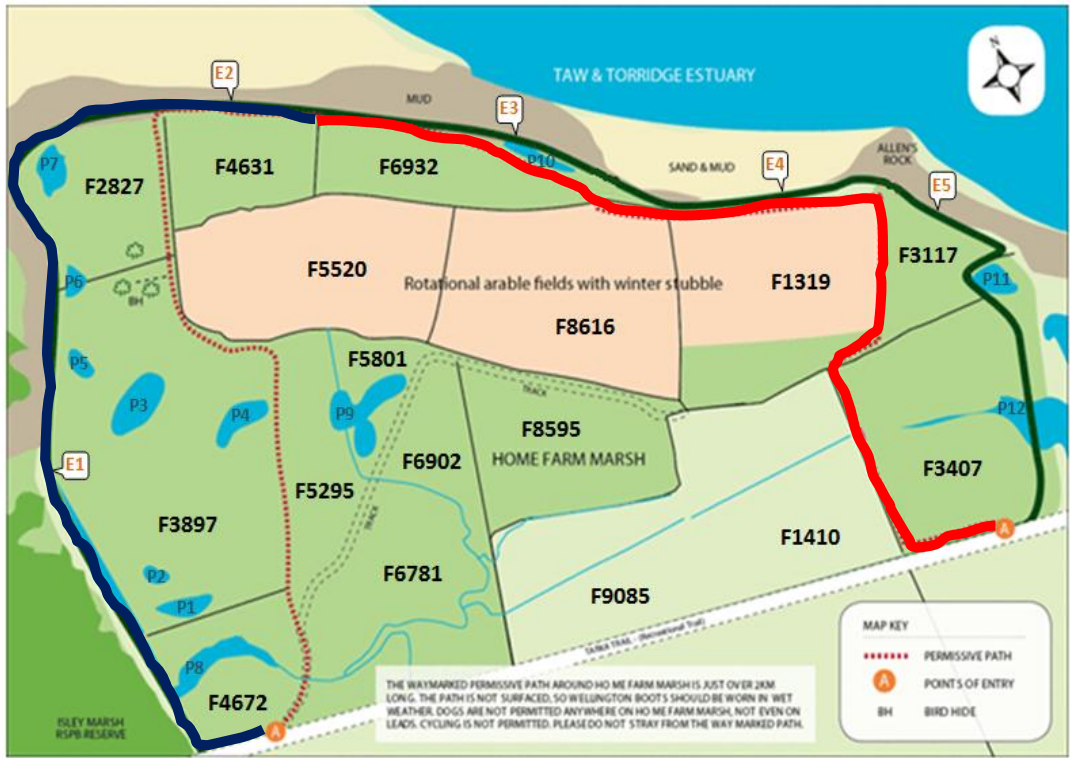 N
TAW & TORRIDGE ESTUARY
E2
MUD
E3
P10
SAND & MUD
E4
ALLEN'S
ROCK
E5
P7
F2827
F4631
F6932
F3117
P11
P6
BH
F5520
Rotational arable fields with winter stubble
F8616
F1319
P5
P3
P4
F5801
P9
TRACK
F8595
HOME FARM MARSH
F6902
P12
F3407
E1
F5295
F3897
TRACK
F1410
A
P2
P1
F6781
F9085
TARKA TRAIL - (Recreational Trail)
P8
F4672
A
ISLEY MARSH
RSPB RESERVE
THE WAYMARKED PERMISSIVE PATH AROUND HO ME FARM MARSH IS JUST OVER 2KM
LONG. THE PATH IS NOT SURFACED, SO WELLINGTON BOOTS SHOULD BE WORN IN WET
WEATHER. DOGS ARE NOT PERMITTED ANYWHERE ON HO ME FARM MARSH, NOT EVEN ON
LEADS. CYCLING IS NOT PERMITTED. PLEASE DO NOT STRAY FROM THE WAY MARKED PATH.
MAP KEY
PERMISSIVE PATH
A POINTS OF ENTRY
BH BIRD HIDE